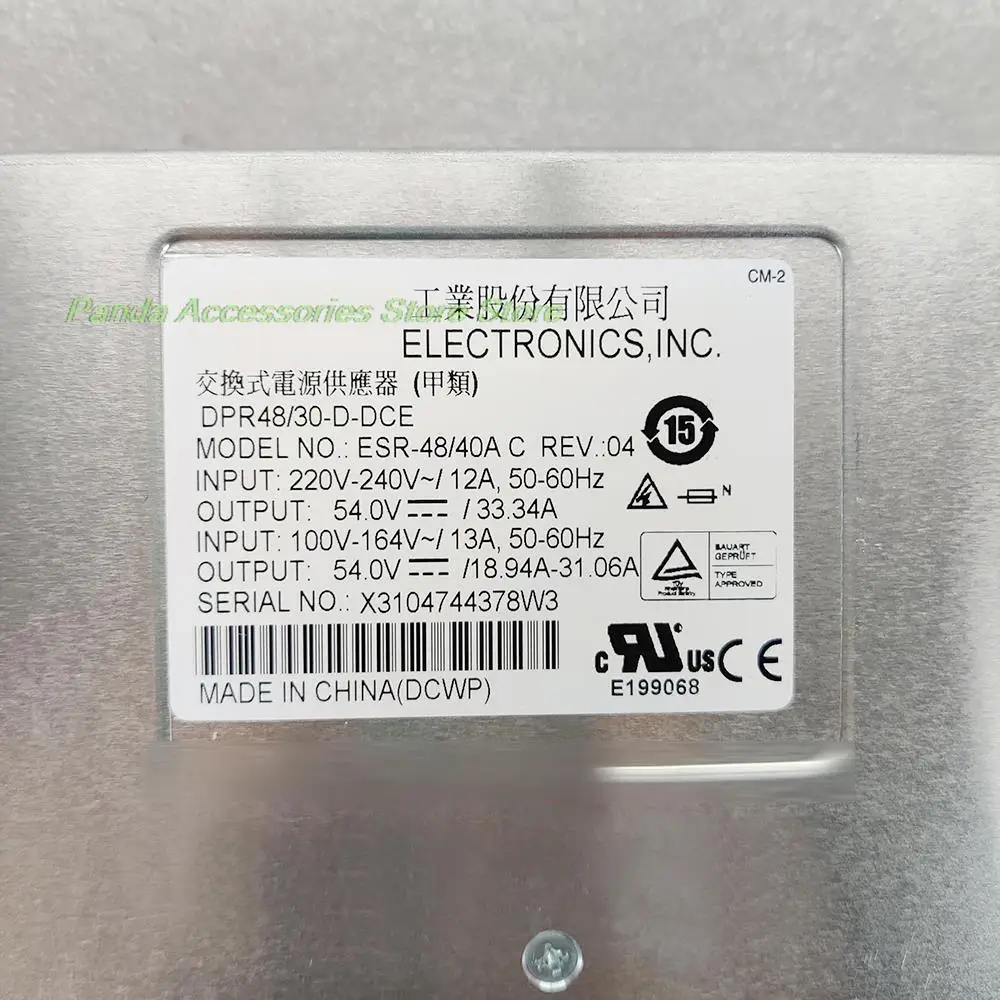 CM-2
Panda Accessories Store Store
工業股份有限公司
ELECTRONICS,INC.
交換式電源供應器 (甲類)
DPR48/30-D-DCE
MODEL NO.: ESR-48/40A C REV.:04
15
INPUT: 220V-240V~/ 12A, 50-60Hz
N
OUTPUT: 54.0V / 33.34A
INPUT: 100V-164V~/ 13A, 50-60Hz
BAUART
GEPRÜFT
OUTPUT: 54.0V /18.94A-31.06A
TYPE
APPROVED
SERIAL NO.: X3104744378W3
c RU US CE
E199068
MADE IN CHINA(DCWP)